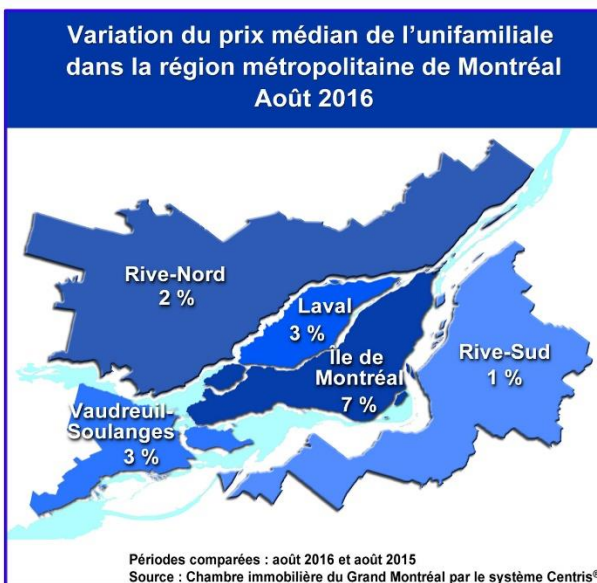 Variation du prix médian de l’unifamiliale
dans la région métropolitaine de Montréal
Août 2016
Rive-Nord
2 %
Laval
3 %
Île de
Montréal
7 %
Rive-Sud
1 %
Vaudreuil-
Soulanges
3 %
Périodes comparées : août 2016 et août 2015
Source : Chambre immobilière du Grand Montréal par le système Centris®